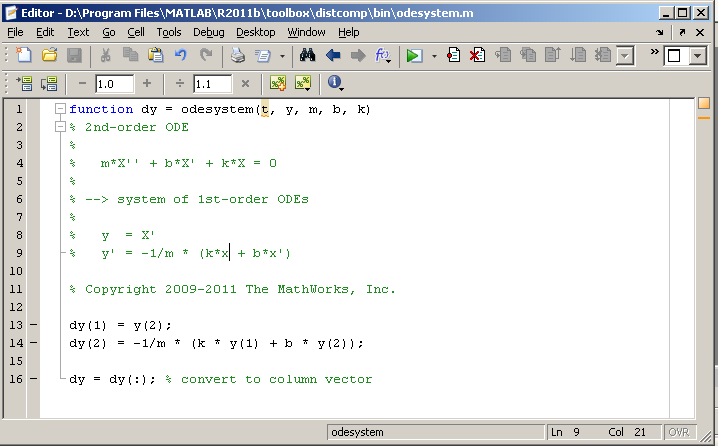 Editor - D:\Program Files\MATLAB\R2011b\toolbox\distcomp\bin\odesystem.m
File Edit Text Go Cell Tools Debug Desktop Window Help
fx
»
− 1.0 + ÷ 1.1 ×
1 function dy = odesystem(t, y, m, b, k)
2 % 2nd-order ODE
3 %
4 % m*X'' + b*X' + k*X = 0
5 %
6 % --> system of 1st-order ODEs
7 %
8 % y = X'
9 % y' = -1/m * (k*x + b*x')
10
11 % Copyright 2009-2011 The MathWorks, Inc.
12
13 – dy(1) = y(2);
14 – dy(2) = -1/m * (k * y(1) + b * y(2));
15
16 – dy = dy(:); % convert to column vector
odesystem Ln 9 Col 21 OVR